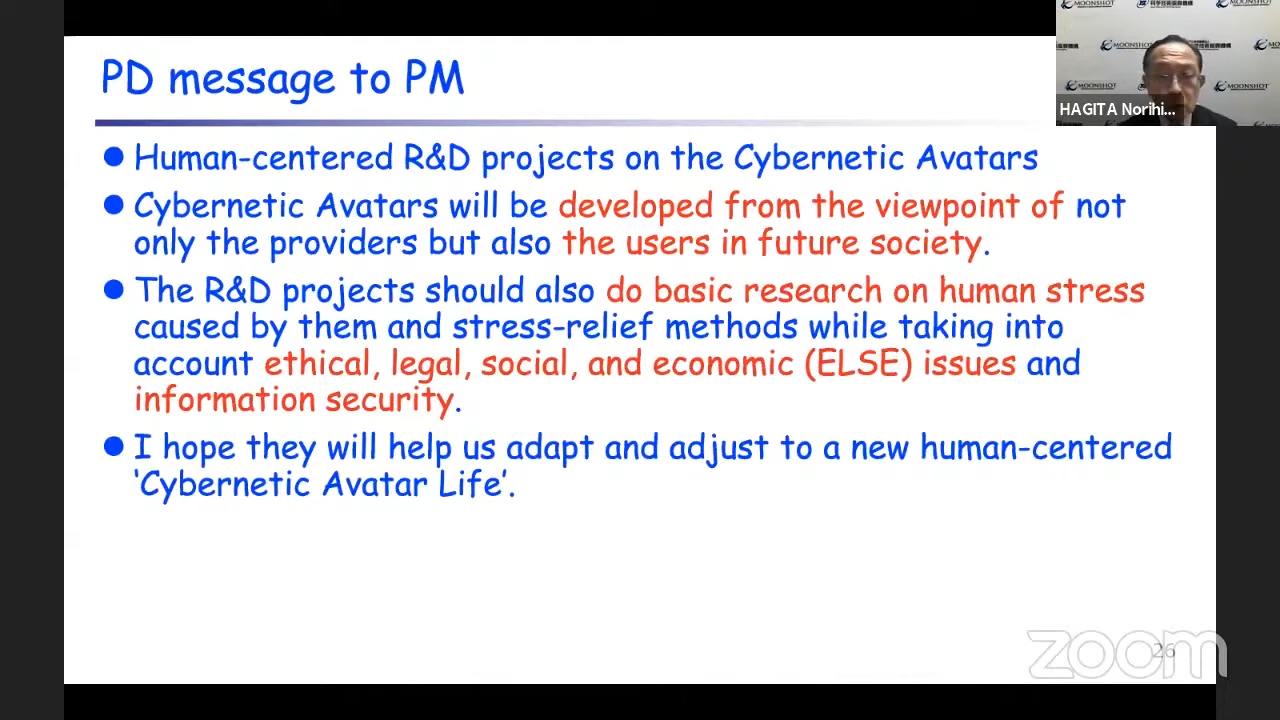 PD message to PM
MOONSHOT
HAGITA Norihi...
Human-centered R&D projects on the Cybernetic Avatars
Cybernetic Avatars will be developed from the viewpoint of not
only the providers but also the users in future society.
The R&D projects should also do basic research on human stress
caused by them and stress-relief methods while taking into
account ethical, legal, social, and economic (ELSE) issues and
information security.
I hope they will help us adapt and adjust to a new human-centered
‘Cybernetic Avatar Life’.
zoom
26